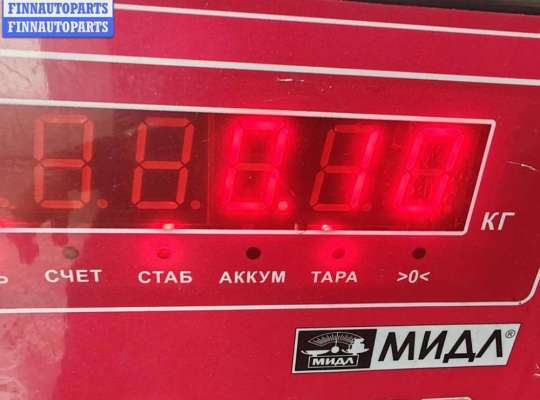 FINNAUTOPARTS
FINNAUTOPARTS
КГ
СЧЕТ СТАБ АККУМ ТАРА >0<
МИДЛ МИДЛ®